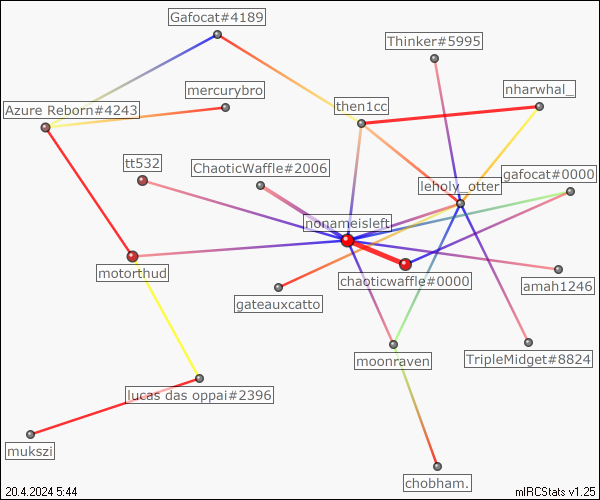 Gafocat#4189
Thinker#5995
mercurybro
nharwhal_
Azure Reborn#4243
then1cc
tt532
ChaoticWaffle#2006
gafocat#0000
leholy_otter
nonameisleft
motorthud
chaoticwaffle#0000
amah1246
gateauxcatto
moonraven
TripleMidget#8824
lucas das oppai#2396
mukszi
chobham.
20.4.2024 5:44
mIRCStats v1.25